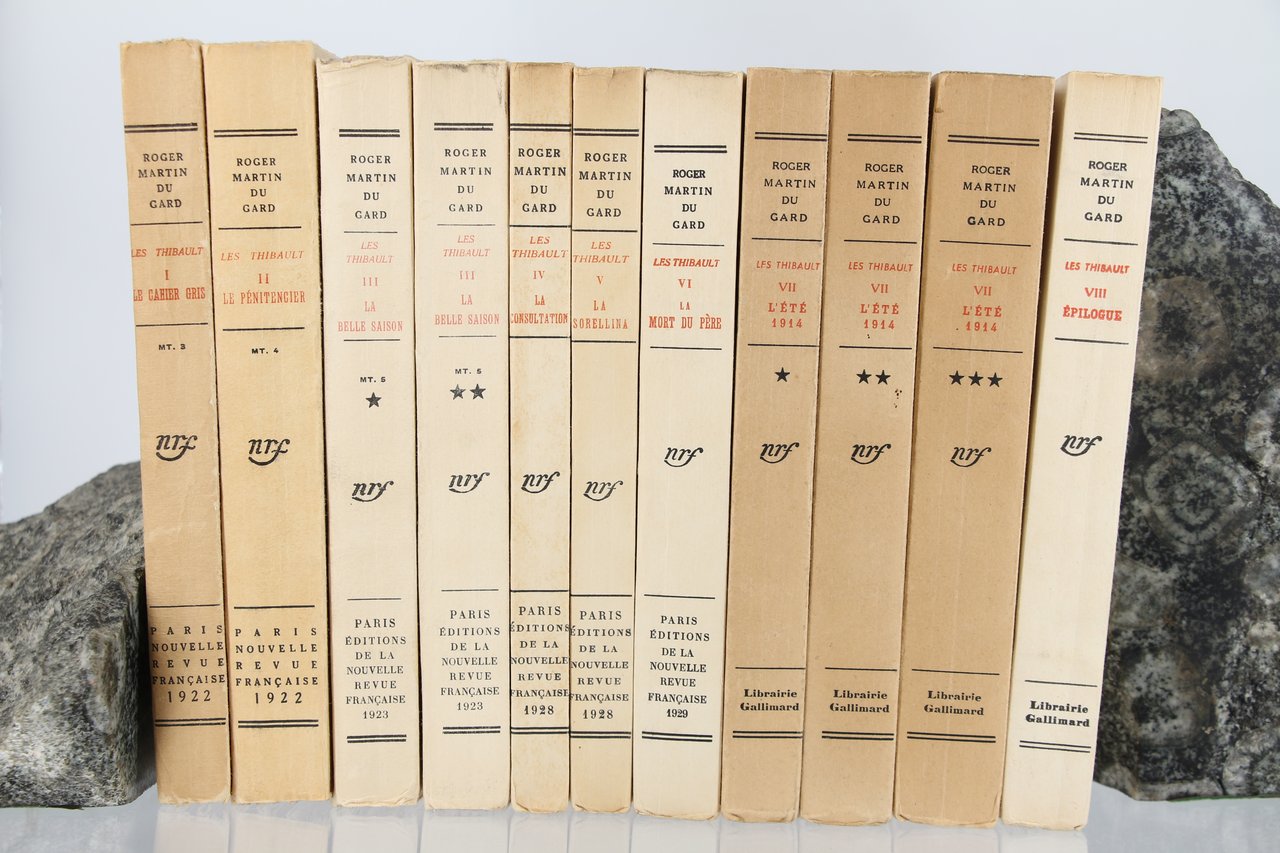 ROGER
MARTIN
DU
GARD
LES THIBAULT
I
LE CAHIER GRIS
MT. 3
nrf
PARIS
NOUVELLE
REVUE
FRANÇAISE
1922
ROGER
MARTIN
DU
GARD
LES THIBAULT
II
LE PÉNITENCIER
MT. 4
nrf
PARIS
NOUVELLE
REVUE
FRANÇAISE
1922
ROGER
MARTIN
DU
GARD
LES
THIBAULT
III
LA
BELLE SAISON
MT. 5
★
nrf
PARIS
ÉDITIONS
DE LA
NOUVELLE
REVUE
FRANÇAISE
1923
ROGER
MARTIN
DU
GARD
LES
THIBAULT
III
LA
BELLE SAISON
MT. 5
★★
nrf
PARIS
ÉDITIONS
DE LA
NOUVELLE
REVUE
FRANÇAISE
1923
ROGER
MARTIN
DU
GARD
LES
THIBAULT
IV
LA
CONSULTATION
nrf
PARIS
ÉDITIONS
DE LA
NOUVELLE
REVUE
FRANÇAISE
1928
ROGER
MARTIN
DU
GARD
LES
THIBAULT
V
LA
SORELLINA
nrf
PARIS
ÉDITIONS
DE LA
NOUVELLE
REVUE
FRANÇAISE
1928
ROGER
MARTIN
DU
GARD
LES THIBAULT
VI
LA
MORT DU PÈRE
nrf
PARIS
ÉDITIONS
DE LA
NOUVELLE
REVUE
FRANÇAISE
1929
ROGER
MARTIN
DU
GARD
LES THIBAULT
VII
L'ÉTÉ
1914
★
nrf
Librairie
Gallimard
ROGER
MARTIN
DU
GARD
LES THIBAULT
VII
L'ÉTÉ
1914
★★
nrf
Librairie
Gallimard
ROGER
MARTIN
DU
GARD
LES THIBAULT
VII
L'ÉTÉ
1914
★★★
nrf
Librairie
Gallimard
ROGER
MARTIN
DU
GARD
LES THIBAULT
VIII
ÉPILOGUE
nrf
Librairie
Gallimard